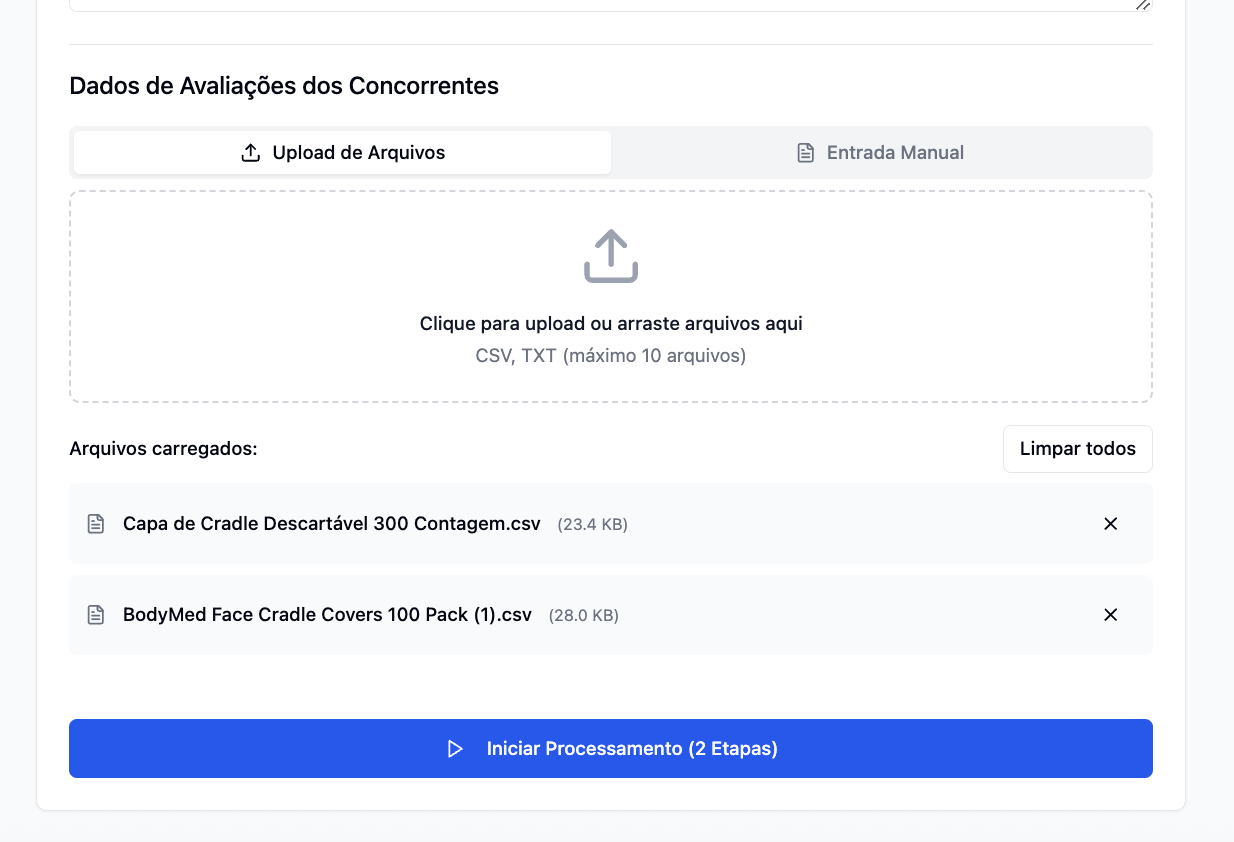 Dados de Avaliações dos Concorrentes
Upload de Arquivos
Entrada Manual
Clique para upload ou arraste arquivos aqui
CSV, TXT (máximo 10 arquivos)
Arquivos carregados:
Limpar todos
Capa de Cradle Descartável 300 Contagem.csv (23.4 KB)
BodyMed Face Cradle Covers 100 Pack (1).csv (28.0 KB)
Iniciar Processamento (2 Etapas)